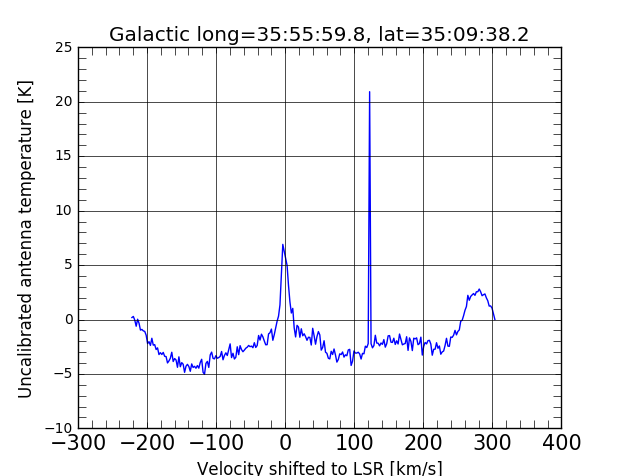 Galactic long=35:55:59.8, lat=35:09:38.2
25
20
15
10
5
0
−5
−10
Uncalibrated antenna temperature [K]
−300 −200 −100 0 100 200 300 400
Velocity shifted to LSR [km/s]